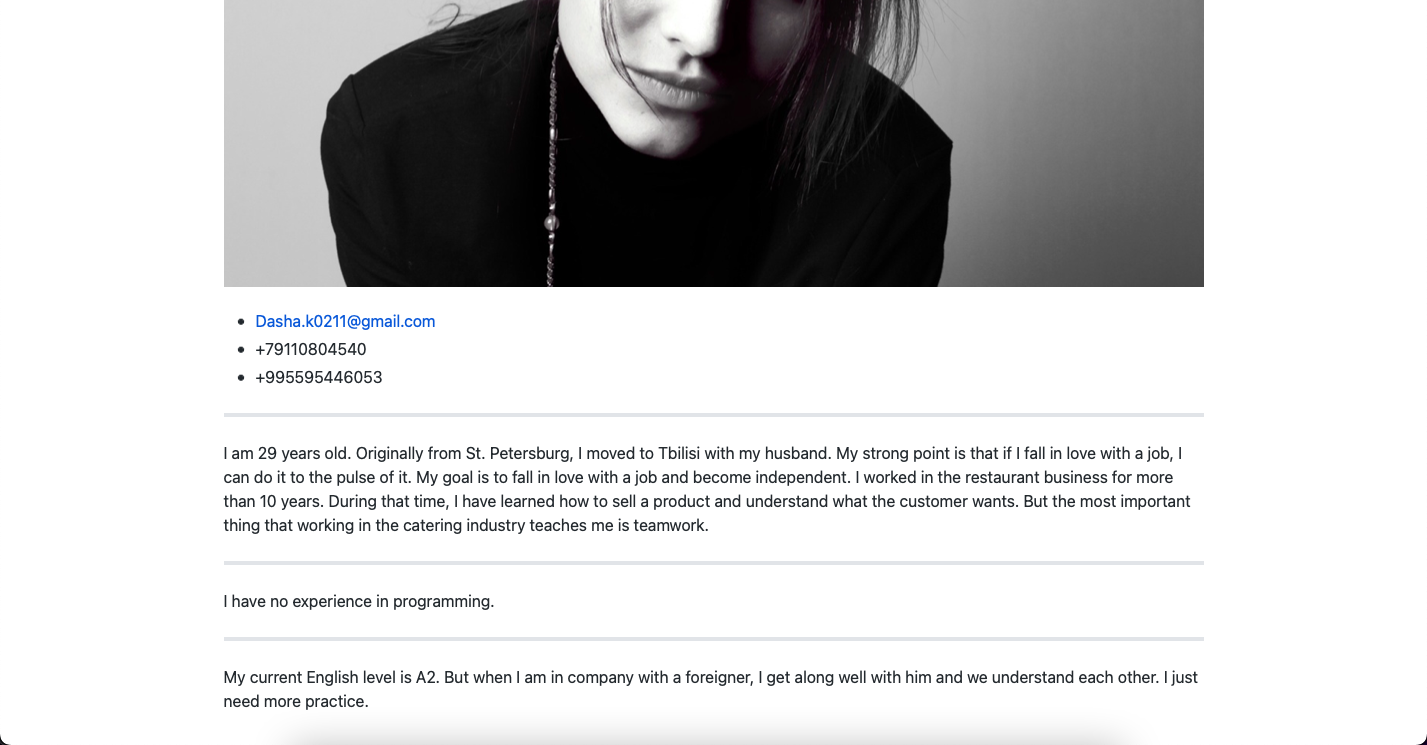 Dasha.k0211@gmail.com
+79110804540
+995595446053
I am 29 years old. Originally from St. Petersburg, I moved to Tbilisi with my husband. My strong point is that if I fall in love with a job, I
can do it to the pulse of it. My goal is to fall in love with a job and become independent. I worked in the restaurant business for more
than 10 years. During that time, I have learned how to sell a product and understand what the customer wants. But the most important
thing that working in the catering industry teaches me is teamwork.
I have no experience in programming.
My current English level is A2. But when I am in company with a foreigner, I get along well with him and we understand each other. I just
need more practice.